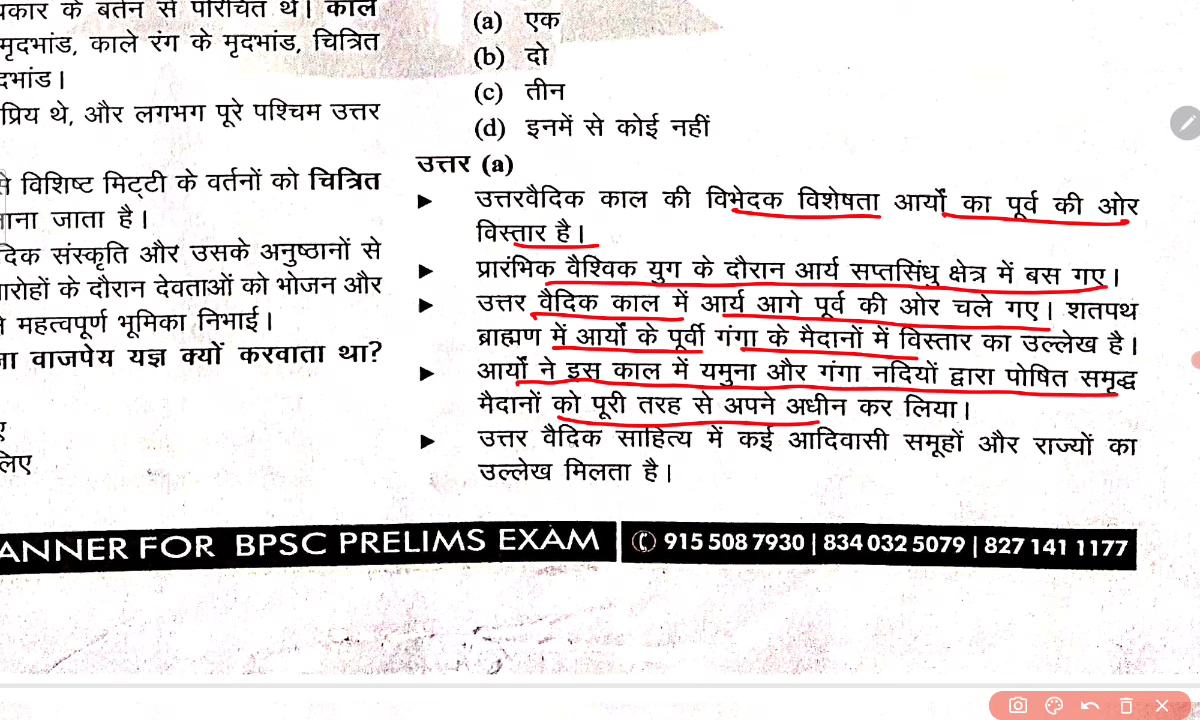 प्रकार के बर्तन से परिचित थे। काले
मृदभांड, काले रंग के मृदभांड, चित्रित
दभांड।
प्रिय थे, और लगभग पूरे पश्चिम उत्तर
विशिष्ट मिट्टी के वर्तनों को चित्रित
जाता है।
दिक संस्कृति और उसके अनुष्ठानों से
ारोहों के दौरान देवताओं को भोजन और
महत्वपूर्ण भूमिका निभाई।
वाजपेय यज्ञ क्यों करवाता था?
लिए
(a) एक
(b) दो
(c) तीन
(d) इनमें से कोई नहीं
उत्तर (a)
▶ उत्तरवैदिक काल की विभेदक विशेषता आर्यों का पूर्व की ओर
विस्तार है।
▶ प्रारंभिक वैश्विक युग के दौरान आर्य सप्तसिंधु क्षेत्र में बस गए।
▶ उत्तर वैदिक काल में आर्य आगे पूर्व की ओर चले गए। शतपथ
ब्राह्मण में आर्यों के पूर्वी गंगा के मैदानों में विस्तार का उल्लेख है।
▶ आर्यों ने इस काल में यमुना और गंगा नदियों द्वारा पोषित समृद्ध
मैदानों को पूरी तरह से अपने अधीन कर लिया।
▶ उत्तर वैदिक साहित्य में कई आदिवासी समूहों और राज्यों का
उल्लेख मिलता है।
ANNER FOR BPSC PRELIMS EXAM
915 508 7930 | 834 032 5079 | 827 141 1177